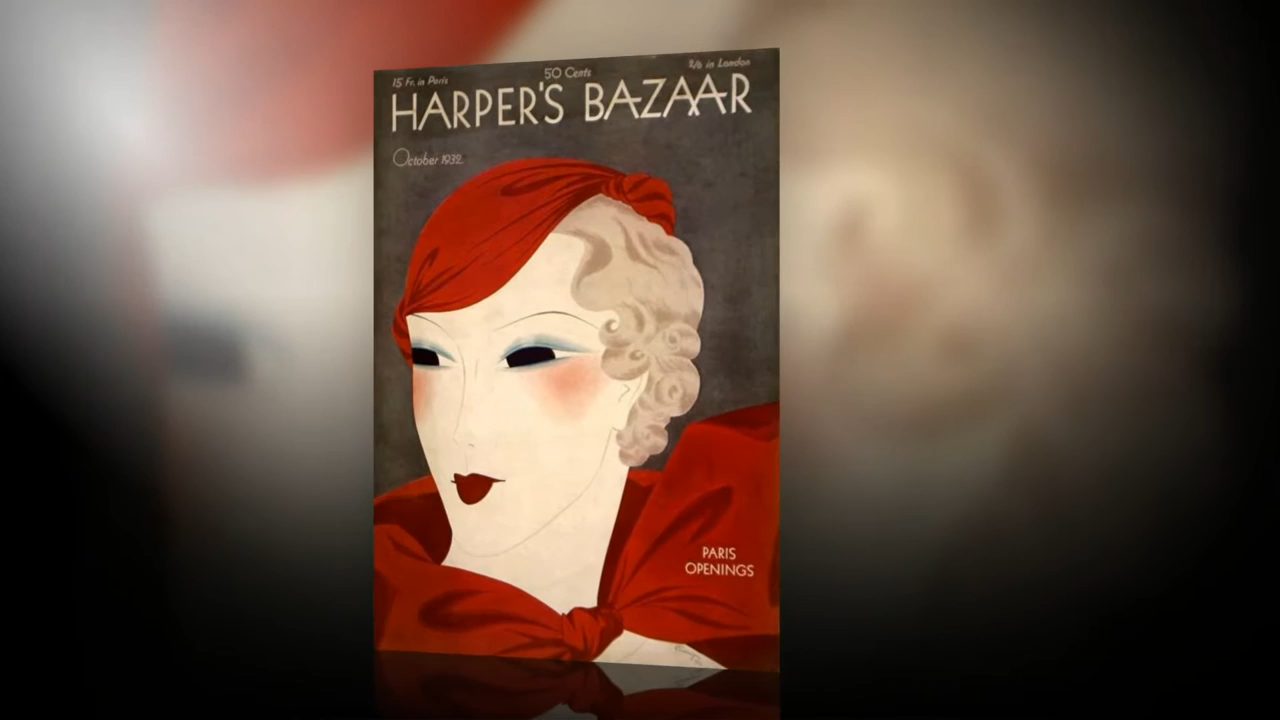 15 Fr. in Paris 50 Cents 2/6 in London
HARPER'S BAZAAR
October 1932
PARIS
OPENINGS